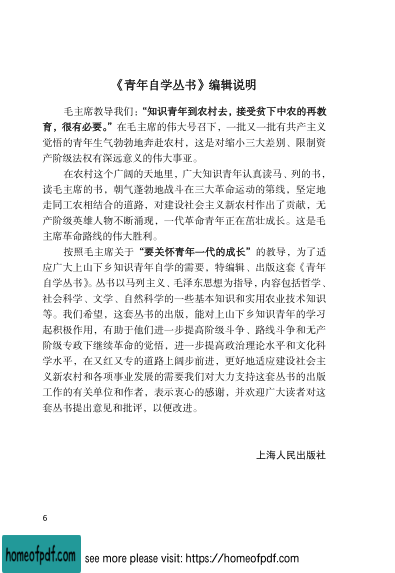 《青年自学丛书》编辑说明
毛主席教导我们：“知识青年到农村去，接受贫下中农的再教
育，很有必要。”在毛主席的伟大号召下，一批又一批有共产主义
觉悟的青年生气勃勃地奔赴农村，这是对缩小三大差别、限制资
产阶级法权有深远意义的伟大事业。
在农村这个广阔的天地里，广大知识青年认真读马、列的书，
读毛主席的书，朝气蓬勃地战斗在三大革命运动的第线，坚定地
走同工农相结合的道路，对建设社会主义新农村作出了贡献，无
产阶级英雄人物不断涌现，一代革命青年正在茁壮成长。这是毛
主席革命路线的伟大胜利。
按照毛主席关于“要关怀青年一代的成长”的教导，为了适
应广大上山下乡知识青年自学的需要，特编辑、出版这套《青年
自学丛书》。丛书以马列主义、毛泽东思想为指导，内容包括哲学、
社会科学、文学、自然科学的一些基本知识和实用农业技术知识
等。我们希望，这套丛书的出版，能对上山下乡知识青年的学习
起积极作用，有助于他们进一步提高阶级斗争、路线斗争和无产
阶级专政下继续革命的觉悟，进一步提高政治理论水平和文化科
学水平，在又红又专的道路上阔步前进，更好地适应建设社会主
义新农村和各项事业发展的需要我们对大力支持这套丛书的出版
工作的有关单位和作者，表示衷心的感谢，并欢迎广大读者对这
套丛书提出意见和批评，以便改进。
上海人民出版社
6
homeofpdf.com
see more please visit: https://homeofpdf.com